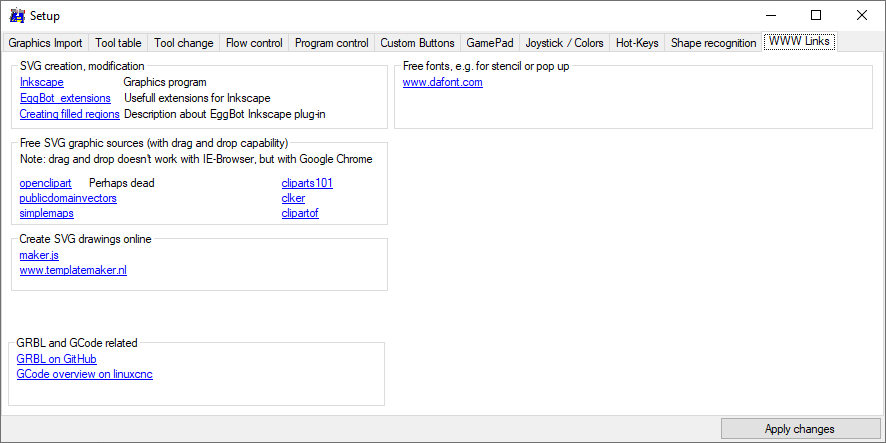 Setup
Graphics Import Tool table Tool change Flow control Program control Custom Buttons GamePad Joystick / Colors Hot-Keys Shape recognition WWW Links
SVG creation, modification
Inkscape Graphics program
EggBot extensions Usefull extensions for Inkscape
Creating filled regions Description about EggBot Inkscape plug-in
Free fonts, e.g. for stencil or pop up
www.dafont.com
Free SVG graphic sources (with drag and drop capability)
Note: drag and drop doesn't work with IE-Browser, but with Google Chrome
openclipart Perhaps dead cliparts101
publicdomainvectors clker
simplemaps clipartof
Create SVG drawings online
maker.js
www.templatemaker.nl
GRBL and GCode related
GRBL on GitHub
GCode overview on linuxcnc
Apply changes